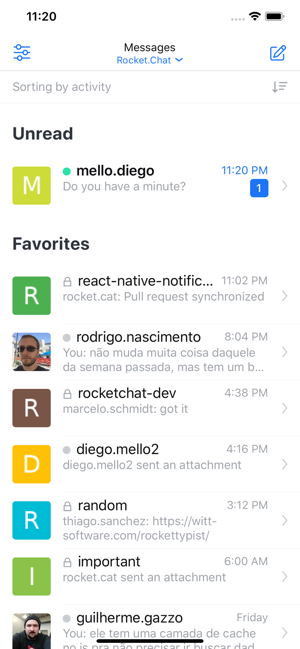 11:20
Messages
Rocket.Chat
Sorting by activity
Unread
M
mello.diego
11:20 PM
Do you have a minute?
1
Favorites
R
react-native-notific...
11:02 PM
rocket.cat: Pull request synchronized
rodrigo.nascimento
8:04 PM
You: não muda muita coisa daquele
da semana passada, mas tem um b...
R
rocketchat-dev
4:38 PM
marcelo.schmidt: got it
D
diego.mello2
4:16 PM
diego.mello2 sent an attachment
R
random
3:12 PM
thiago.sanchez: https://witt-
software.com/rockettypist/
I
important
6:00 AM
rocket.cat sent an attachment
guilherme.gazzo
Friday
You: ele tem uma camada de cache
no js pra não precisar ir buscar dad